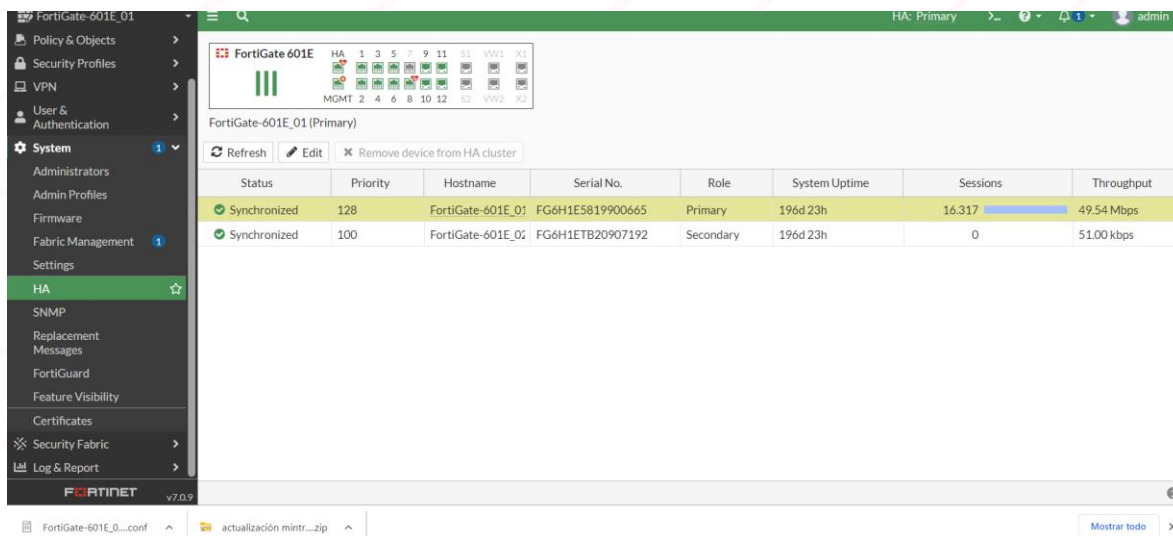 FortiGate-601E_01
HA: Primary >_ ? 1 admin
Policy & Objects
Security Profiles
VPN
User &
Authentication
System 1
Administrators
Admin Profiles
Firmware
Fabric Management 1
Settings
HA
SNMP
Replacement
Messages
FortiGuard
Feature Visibility
Certificates
Security Fabric
Log & Report
FORTINET v7.0.9
FortiGate 601E HA 1 3 5 7 9 11 S1 VW1 X1
MGMT 2 4 6 8 10 12 S2 VW2 X2
FortiGate-601E_01 (Primary)
Refresh Edit Remove device from HA cluster
Status Priority Hostname Serial No. Role System Uptime Sessions Throughput
Synchronized 128 FortiGate-601E_01 FG6H1E5819900665 Primary 196d 23h 16.317 49.54 Mbps
Synchronized 100 FortiGate-601E_02 FG6H1ETB20907192 Secondary 196d 23h 0 51.00 kbps
FortiGate-601E_0....conf actualización mintr....zip Mostrar todo